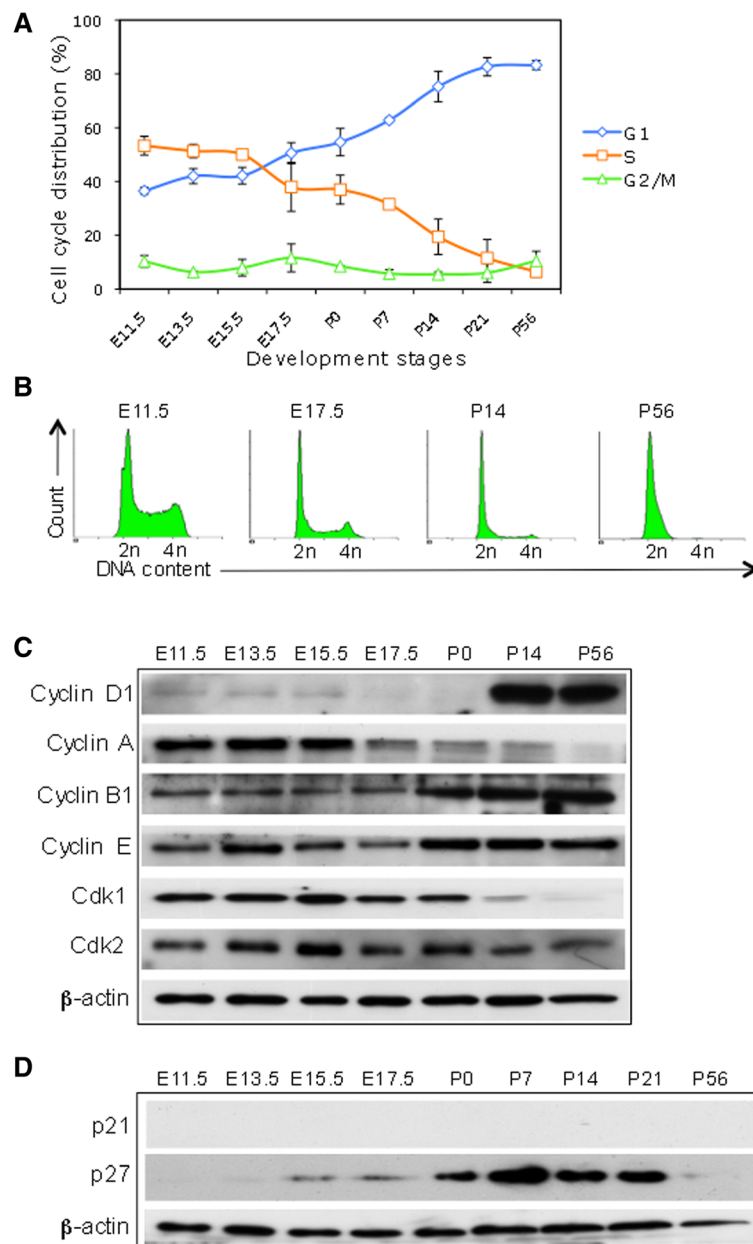 A
Cell cycle distribution (%)
100
80
60
40
20
0
E11.5 E13.5 E15.5 E17.5 P0 P7 P14 P21 P56
Development stages
G1
S
G2/M
B
E11.5 E17.5 P14 P56
Count
2n 4n 2n 4n 2n 4n 2n 4n
DNA content
C
E11.5 E13.5 E15.5 E17.5 P0 P14 P56
Cyclin D1
Cyclin A
Cyclin B1
Cyclin E
Cdk1
Cdk2
β-actin
D
E11.5 E13.5 E15.5 E17.5 P0 P7 P14 P21 P56
p21
p27
β-actin